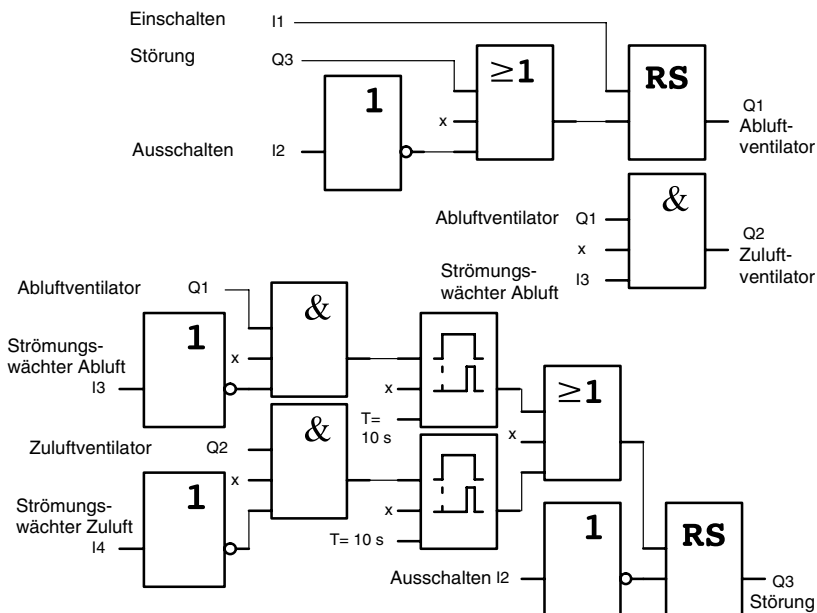 Einschalten I1
Störung Q3
≥1
RS
1
x
Q1
Abluft-
ventilator
Ausschalten I2
&
Abluftventilator Q1
x
I3
Q2
Zuluft-
ventilator
Strömungs-
wächter Abluft
Abluftventilator Q1
&
1
Strömungs-
wächter Abluft
I3
x
x
T=
10 s
≥1
x
Zuluftventilator Q2
&
x
1
Strömungs-
wächter Zuluft
I4
x
T= 10 s
1
RS
Ausschalten I2
Q3
Störung